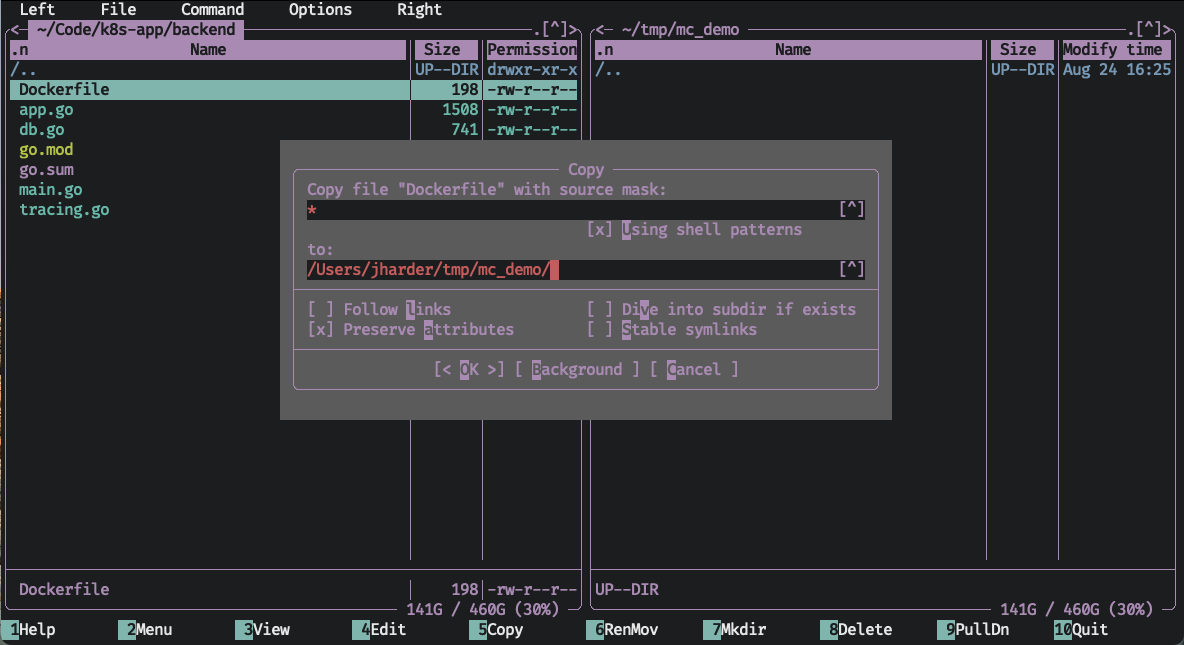 Left File Command Options Right
<- ~/Code/k8s-app/backend .[^]>
<- ~/tmp/mc_demo .[^]>
.n Name Size Permission
.n Name Size Modify time
/.. UP--DIR drwxr-xr-x
/.. UP--DIR Aug 24 16:25
Dockerfile 198 -rw-r--r--
app.go 1508 -rw-r--r--
db.go 741 -rw-r--r--
go.mod
go.sum
main.go
tracing.go
Copy
Copy file "Dockerfile" with source mask:
* [^]
[x] Using shell patterns
to:
/Users/jharder/tmp/mc_demo/ [^]
[ ] Follow links [ ] Dive into subdir if exists
[x] Preserve attributes [ ] Stable symlinks
[< OK >] [ Background ] [ Cancel ]
Dockerfile 198 -rw-r--r--
UP--DIR
141G / 460G (30%)
141G / 460G (30%)
1Help 2Menu 3View 4Edit 5Copy 6RenMov 7Mkdir 8Delete 9PullDn 10Quit